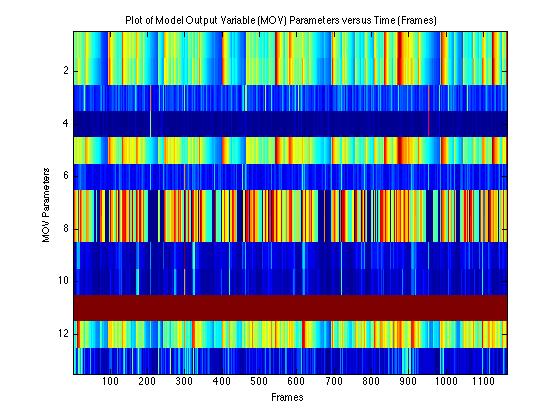 Plot of Model Output Variable (MOV) Parameters versus Time (Frames)
2
4
6
8
10
12
MOV Parameters
100 200 300 400 500 600 700 800 900 1000 1100
Frames